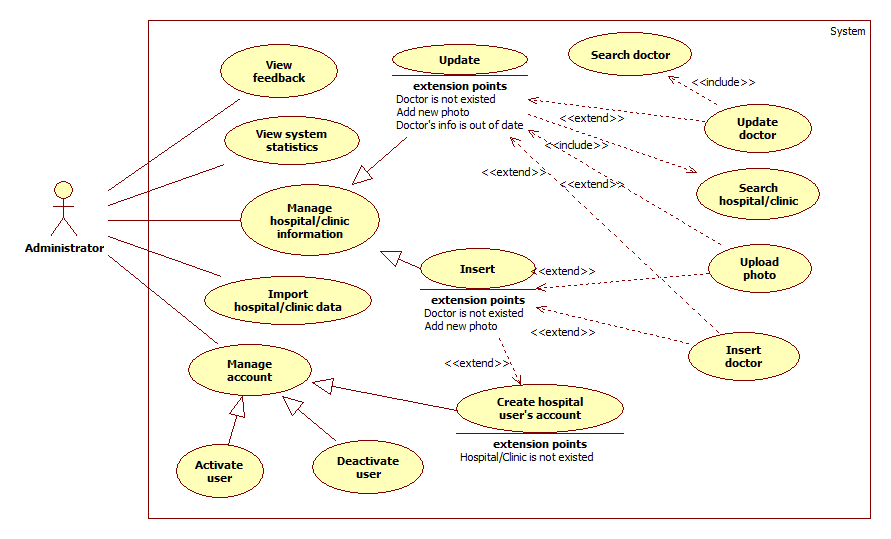 System
View
feedback
Update
extension points
Doctor is not existed
Add new photo
Doctor's info is out of date
Search doctor
<<include>>
Update
doctor
<<extend>>
View system
statistics
<<include>>
<<extend>>
<<extend>>
Search
hospital/clinic
Administrator
Manage
hospital/clinic
information
Upload
photo
Insert
extension points
Doctor is not existed
Add new photo
<<extend>>
Import
hospital/clinic data
<<extend>>
Insert
doctor
Manage
account
<<extend>>
Create hospital
user's account
extension points
Hospital/Clinic is not existed
Activate
user
Deactivate
user